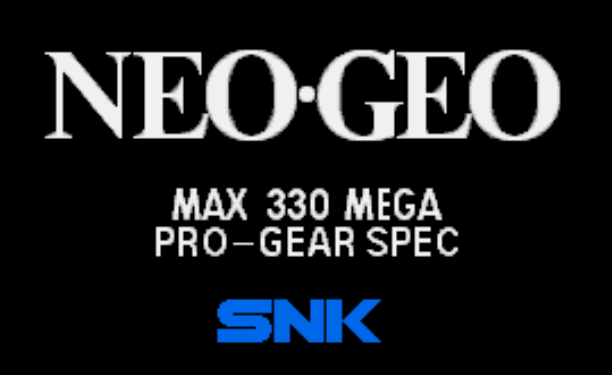 NEO·GEO
MAX 330 MEGA
PRO-GEAR SPEC
SNK